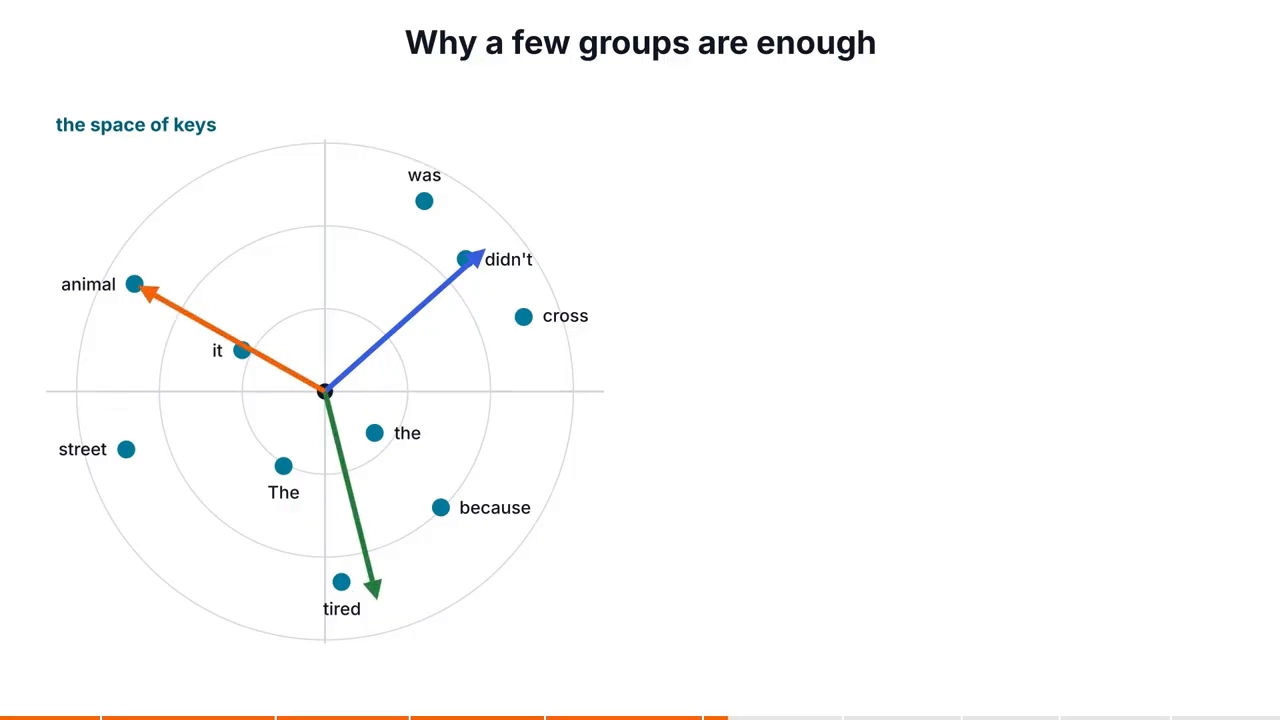 Why a few groups are enough
the space of keys
was
didn't
animal
cross
it
the
street
The
because
tired